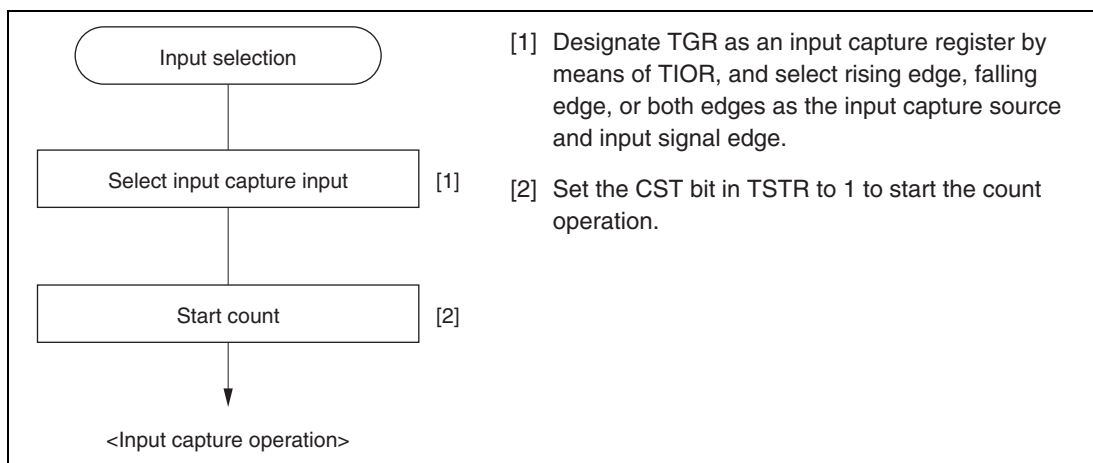 Input selection
Select input capture input
[1]
Start count
[2]
<Input capture operation>
[1] Designate TGR as an input capture register by
means of TIOR, and select rising edge, falling
edge, or both edges as the input capture source
and input signal edge.
[2] Set the CST bit in TSTR to 1 to start the count
operation.